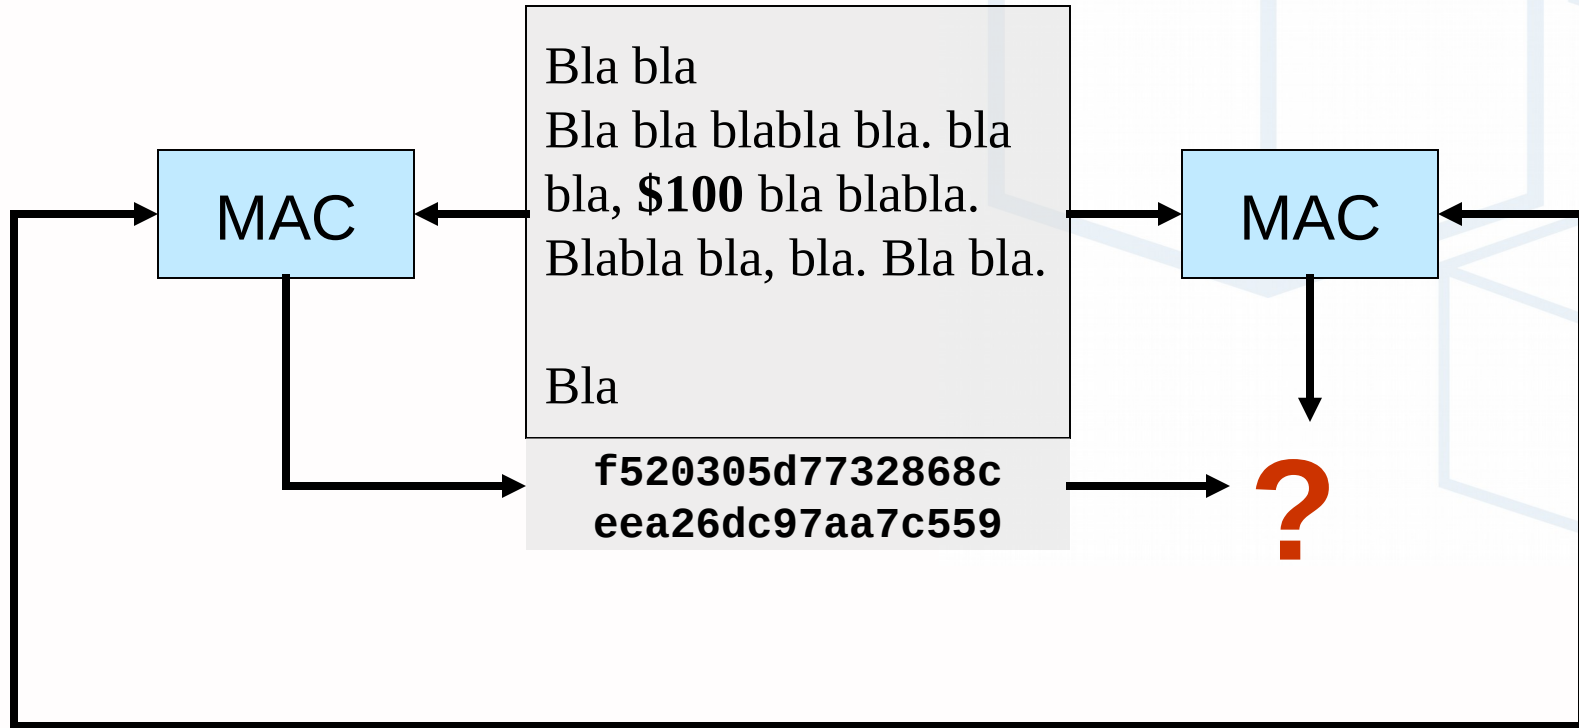 MAC
Bla bla
Bla bla blabla bla. bla
bla, $100 bla blabla.
Blabla bla, bla. Bla bla.
Bla
f520305d7732868c
eea26dc97aa7c559
MAC
?